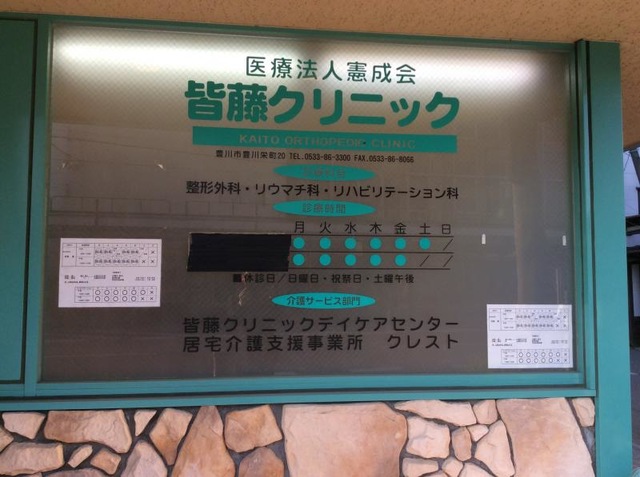 医療法人憲成会
皆藤クリニック
KAITO ORTHOPEDIC CLINIC
豊川市豊川栄町20 TEL.0533-86-3300 FAX.0533-86-6066
整形外科・リウマチ科・リハビリテーション科
診療時間
月 火 水 木 金 土 日
● ● ● ● ● ● /
● ● ● ● ● / /
■休診日/日曜日・祝祭日・土曜午後
介護サービス部門
皆藤クリニックデイケアセンター
居宅介護支援事業所 クレスト